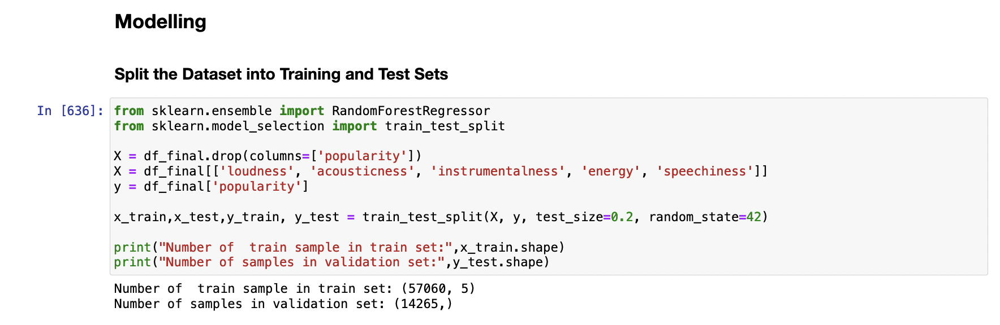 Modelling
Split the Dataset into Training and Test Sets
In [636]:
from sklearn.ensemble import RandomForestRegressor
from sklearn.model_selection import train_test_split
X = df_final.drop(columns=['popularity'])
X = df_final[['loudness', 'acousticness', 'instrumentalness', 'energy', 'speechiness']]
y = df_final['popularity']
x_train,x_test,y_train, y_test = train_test_split(X, y, test_size=0.2, random_state=42)
print("Number of  train sample in train set:",x_train.shape)
print("Number of samples in validation set:",y_test.shape)
Number of  train sample in train set: (57060, 5)
Number of samples in validation set: (14265,)